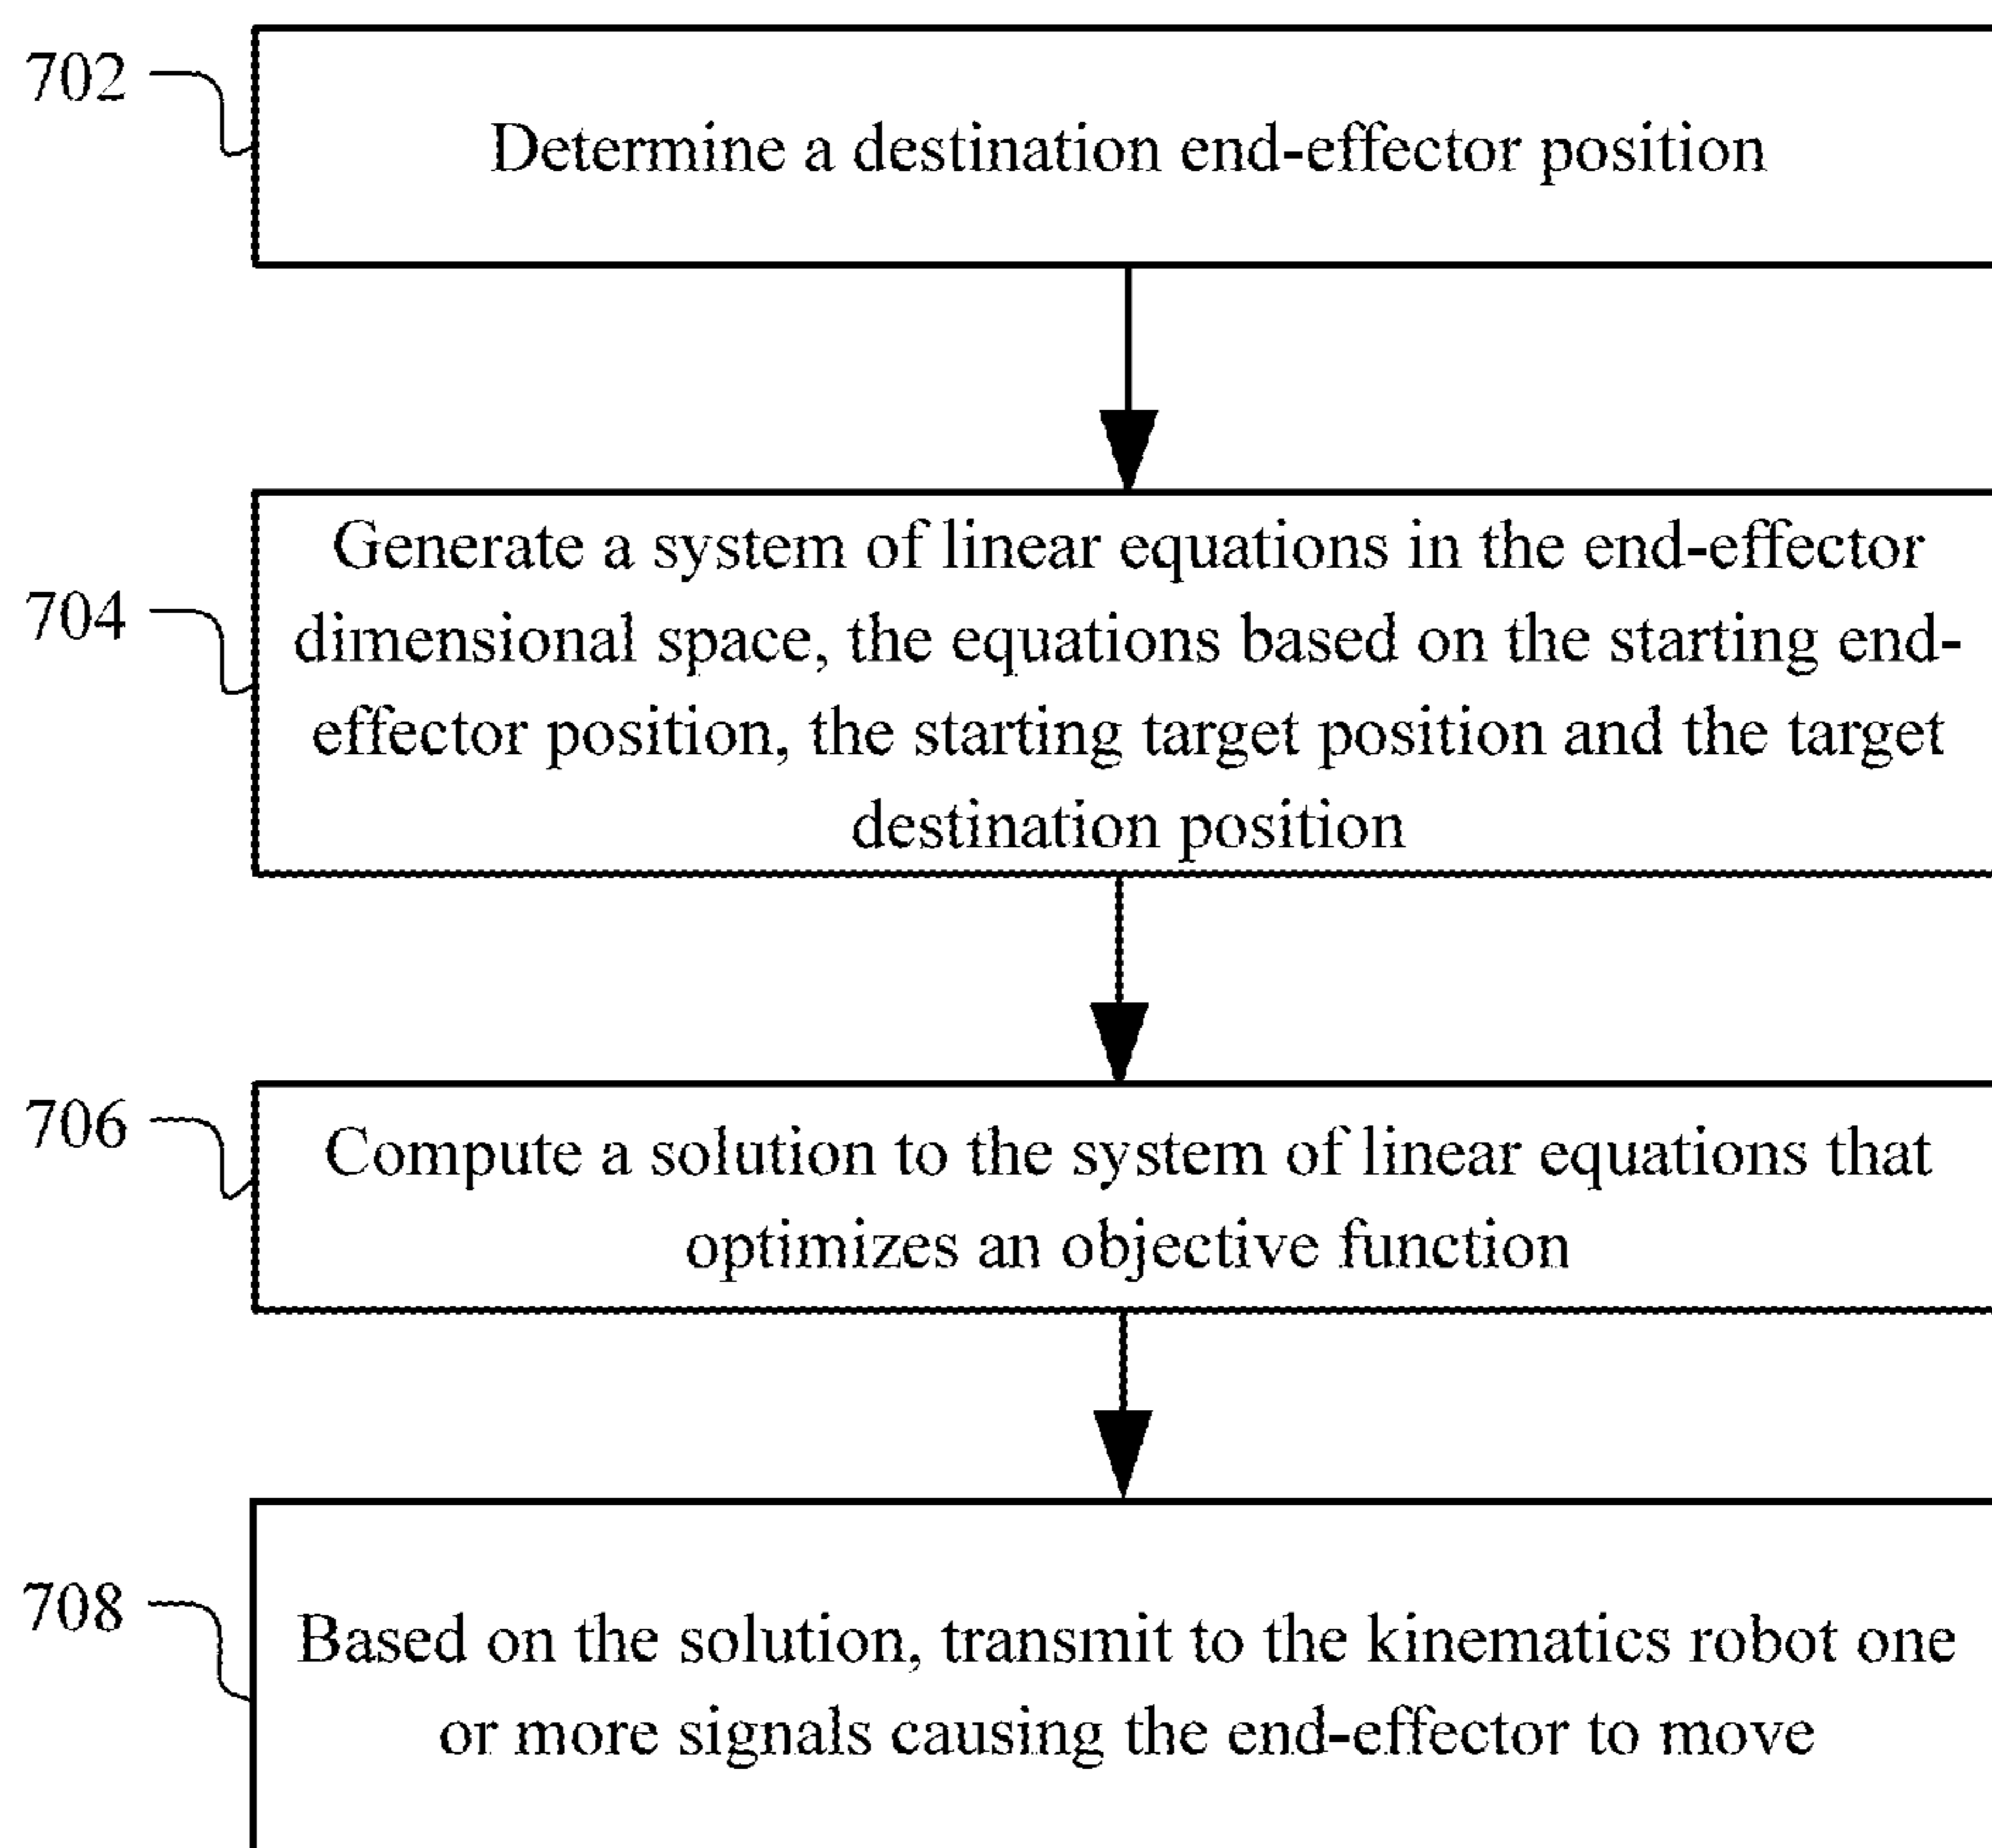 702
Determine a destination end-effector position
704
Generate a system of linear equations in the end-effector
dimensional space, the equations based on the starting end-
effector position, the starting target position and the target
destination position
706
Compute a solution to the system of linear equations that
optimizes an objective function
708
Based on the solution, transmit to the kinematics robot one
or more signals causing the end-effector to move